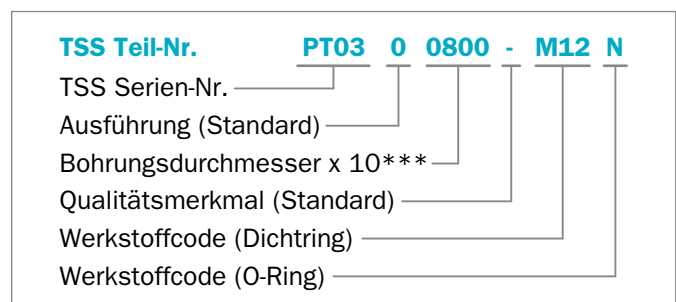 TSS Teil-Nr. PT03 0 0800 - M12 N
TSS Serien-Nr.
Ausführung (Standard)
Bohrungsdurchmesser x 10***
Qualitätsmerkmal (Standard)
Werkstoffcode (Dichtring)
Werkstoffcode (O-Ring)